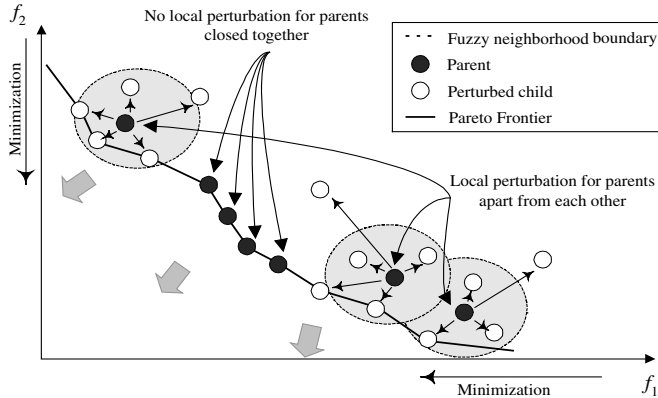 f2
No local perturbation for parents
closed together
Fuzzy neighborhood boundary
Parent
Perturbed child
Pareto Frontier
Minimization
Local perturbation for parents
apart from each other
Minimization
f1